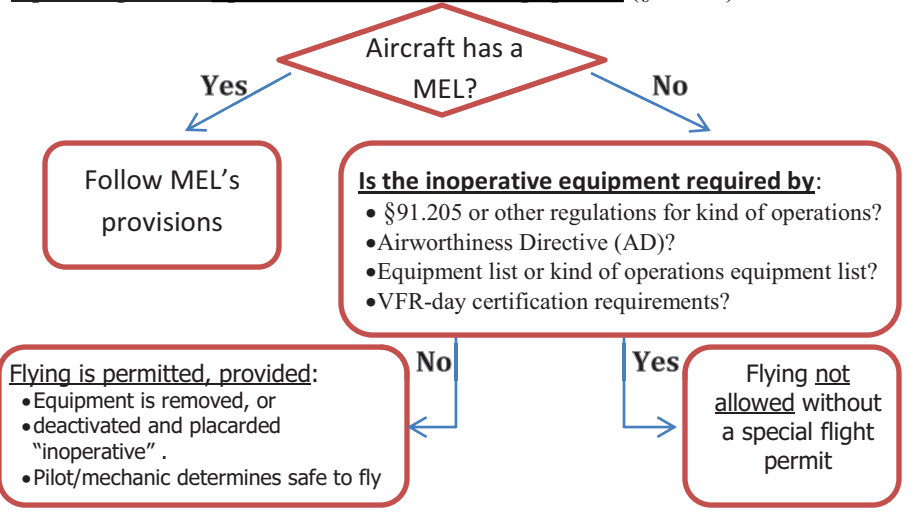 Aircraft has a
MEL?
Yes
No
Follow MEL’s
provisions
Is the inoperative equipment required by:
• §91.205 or other regulations for kind of operations?
•Airworthiness Directive (AD)?
•Equipment list or kind of operations equipment list?
•VFR-day certification requirements?
No
Yes
Flying is permitted, provided:
•Equipment is removed, or
•deactivated and placarded
“inoperative” .
•Pilot/mechanic determines safe to fly
Flying not
allowed without
a special flight
permit